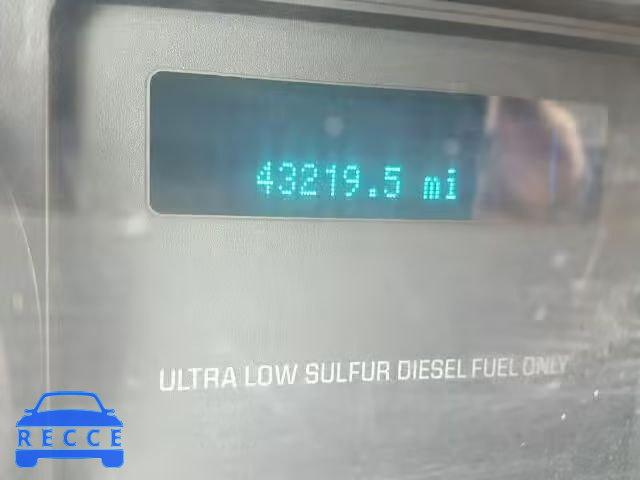 43219.5 mi
ULTRA LOW SULFUR DIESEL FUEL ONLY
RECCE